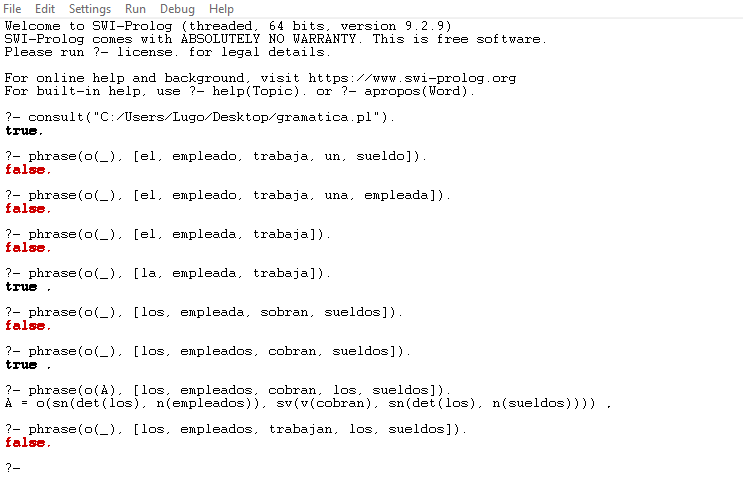 File Edit Settings Run Debug Help
Welcome to SWI-Prolog (threaded, 64 bits, version 9.2.9)
SWI-Prolog comes with ABSOLUTELY NO WARRANTY. This is free software.
Please run ?- license. for legal details.
For online help and background, visit https://www.swi-prolog.org
For built-in help, use ?- help(Topic). or ?- apropos(Word).
?- consult("C:/Users/Lugo/Desktop/gramatica.pl").
true.
?- phrase(o(_), [el, empleado, trabaja, un, sueldo]).
false.
?- phrase(o(_), [el, empleado, trabaja, una, empleada]).
false.
?- phrase(o(_), [el, empleada, trabaja]).
false.
?- phrase(o(_), [la, empleada, trabaja]).
true .
?- phrase(o(_), [los, empleada, sobran, sueldos]).
false.
?- phrase(o(_), [los, empleados, cobran, sueldos]).
true .
?- phrase(o(A), [los, empleados, cobran, los, sueldos]).
A = o(sn(det(los), n(empleados)), sv(v(cobran), sn(det(los), n(sueldos)))) .
?- phrase(o(_), [los, empleados, trabajan, los, sueldos]).
false.
?-